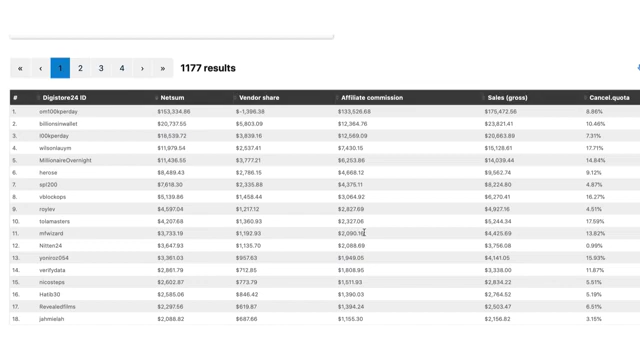 « ‹ 1 2 3 4 › » 1177 results
# Digistore24 ID Netsum Vendor share Affiliate commission Sales (gross) Cancel.quota
1. om100kperday $153,334.86 $-1,396.38 $133,526.68 $175,472.56 8.86%
2. billionsinwallet $20,737.55 $5,803.09 $12,364.76 $23,821.41 10.46%
3. l00kperday $18,539.72 $3,839.16 $12,569.09 $20,663.89 7.31%
4. wilsonlauym $11,979.54 $2,537.41 $7,430.15 $15,128.61 17.71%
5. MillionaireOvernight $11,436.55 $3,777.21 $6,253.86 $14,039.44 14.84%
6. herose $8,489.43 $2,786.15 $4,668.12 $9,562.74 9.12%
7. spl200 $7,618.30 $2,335.88 $4,375.11 $8,224.80 4.87%
8. vblockops $5,139.86 $1,458.44 $3,064.92 $6,270.41 16.27%
9. roylev $4,597.04 $1,217.12 $2,827.69 $4,927.16 4.51%
10. tolamasters $4,207.68 $1,360.93 $2,327.06 $5,244.34 17.59%
11. mfwizard $3,733.19 $1,192.93 $2,090.16 $4,425.69 13.62%
12. Nitten24 $3,647.93 $1,135.70 $2,088.69 $3,756.08 0.99%
13. yoninoz054 $3,361.03 $957.63 $1,949.05 $4,141.05 15.93%
14. verifydata $2,861.79 $712.85 $1,808.95 $3,338.00 11.87%
15. nicosteps $2,602.87 $773.79 $1,511.93 $2,834.22 5.51%
16. Hatib30 $2,585.06 $846.42 $1,390.03 $2,764.52 5.19%
17. Revealedfilms $2,297.56 $619.87 $1,394.24 $2,503.47 6.51%
18. jahmielah $2,088.82 $687.66 $1,155.30 $2,156.82 3.15%